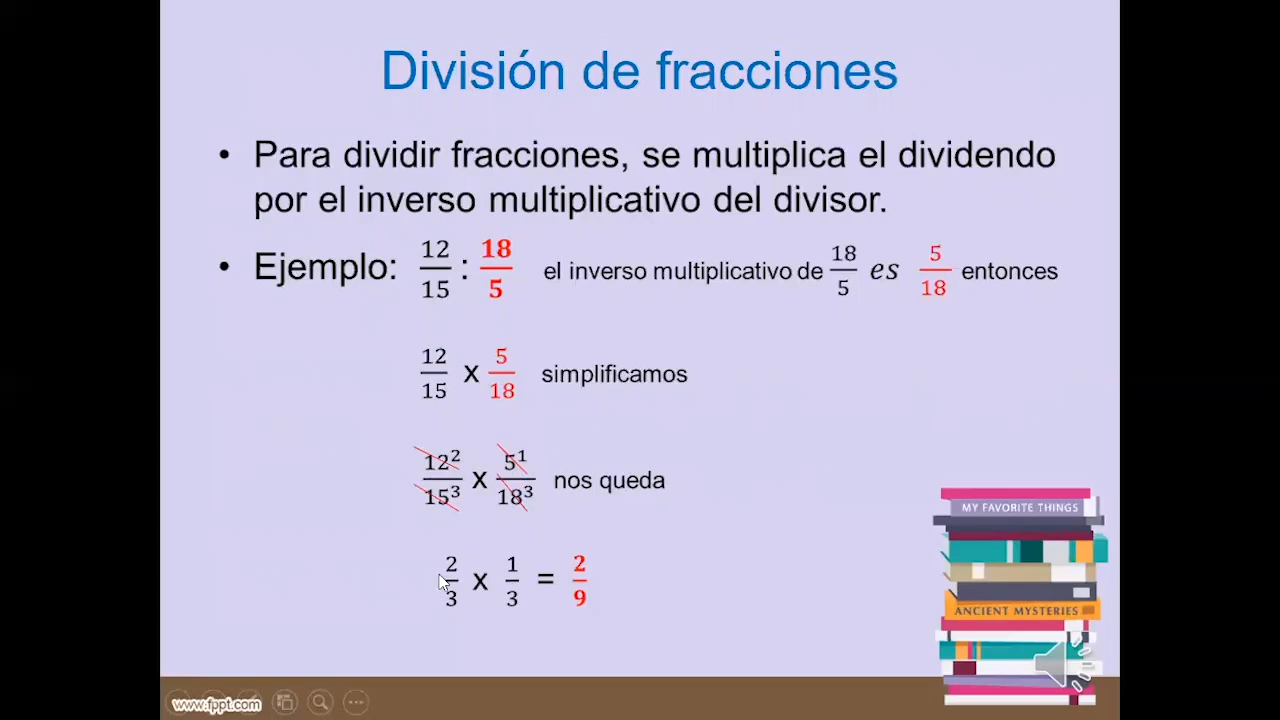 División de fracciones
• Para dividir fracciones, se multiplica el dividendo
por el inverso multiplicativo del divisor.
• Ejemplo: 12/15 : 18/5 el inverso multiplicativo de 18/5 es 5/18 entonces
12/15 x 5/18 simplificamos
12²/15³ x 5¹/18³ nos queda
2/3 x 1/3 = 2/9
MY FAVORITE THINGS
ANCIENT MYSTERIES
www.fppt.com